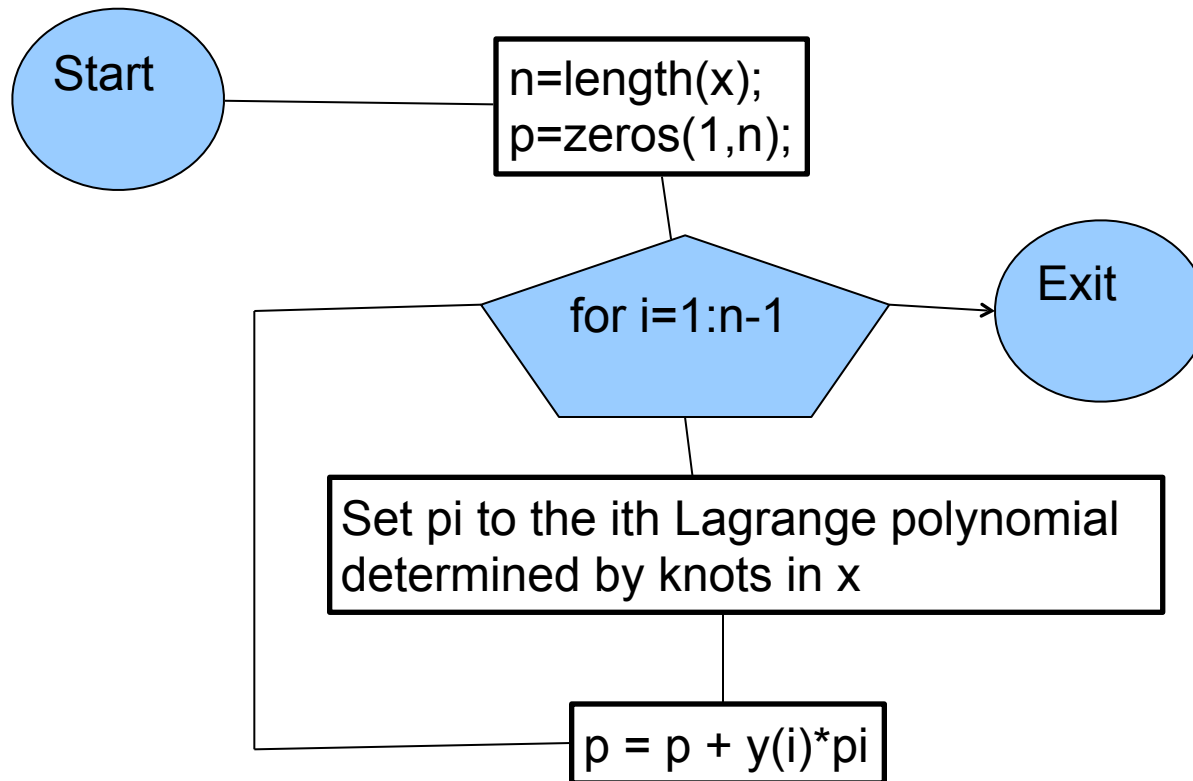 Start
n=length(x);
p=zeros(1,n);
for i=1:n-1
Exit
Set pi to the ith Lagrange polynomial
determined by knots in x
p = p + y(i)*pi